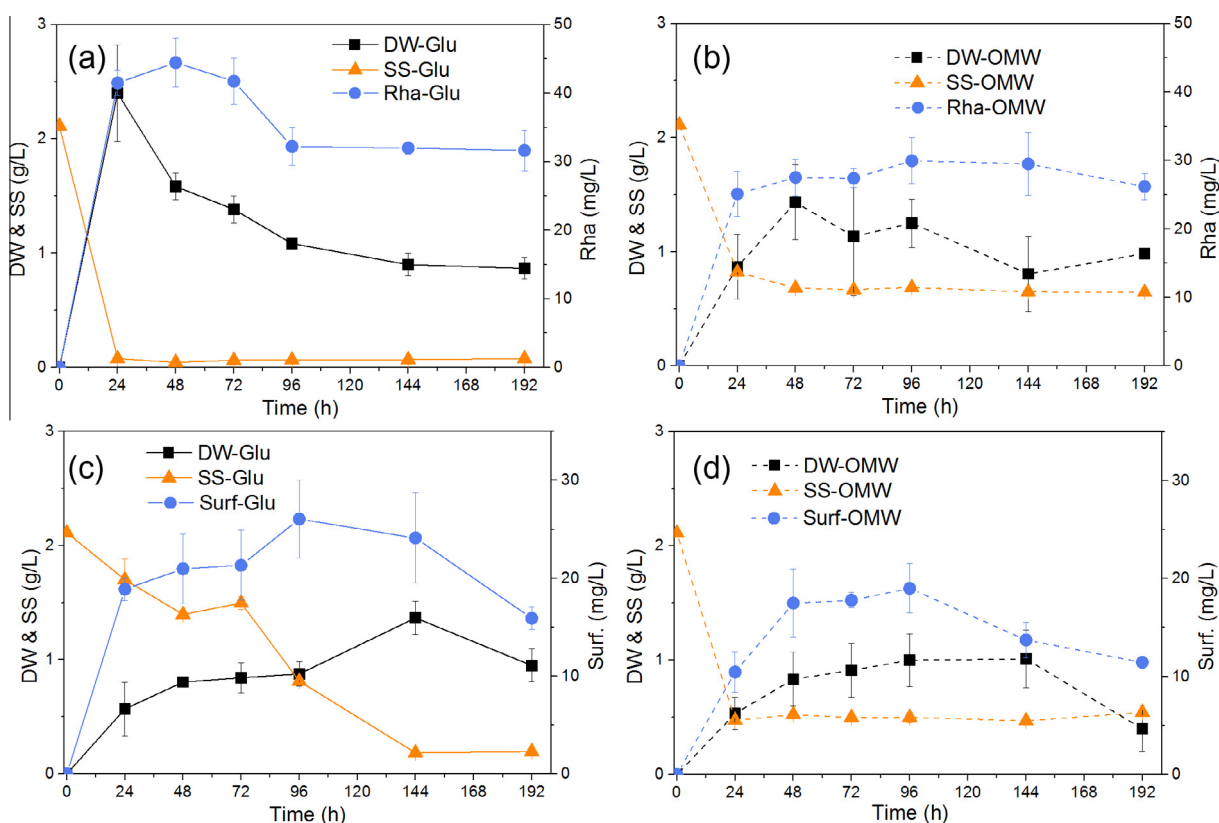 (a)
DW-Glu
SS-Glu
Rha-Glu
DW & SS (g/L)
3
2
1
0
Rha (mg/L)
50
40
30
20
10
0
0 24 48 72 96 120 144 168 192
Time (h)
(b)
DW-OMW
SS-OMW
Rha-OMW
DW & SS (g/L)
3
2
1
0
Rha (mg/L)
50
40
30
20
10
0
0 24 48 72 96 120 144 168 192
Time (h)
(c)
DW-Glu
SS-Glu
Surf-Glu
DW & SS (g/L)
3
2
1
0
Surf. (mg/L)
30
20
10
0
0 24 48 72 96 120 144 168 192
Time (h)
(d)
DW-OMW
SS-OMW
Surf-OMW
DW & SS (g/L)
3
2
1
0
Surf. (mg/L)
30
20
10
0
0 24 48 72 96 120 144 168 192
Time (h)